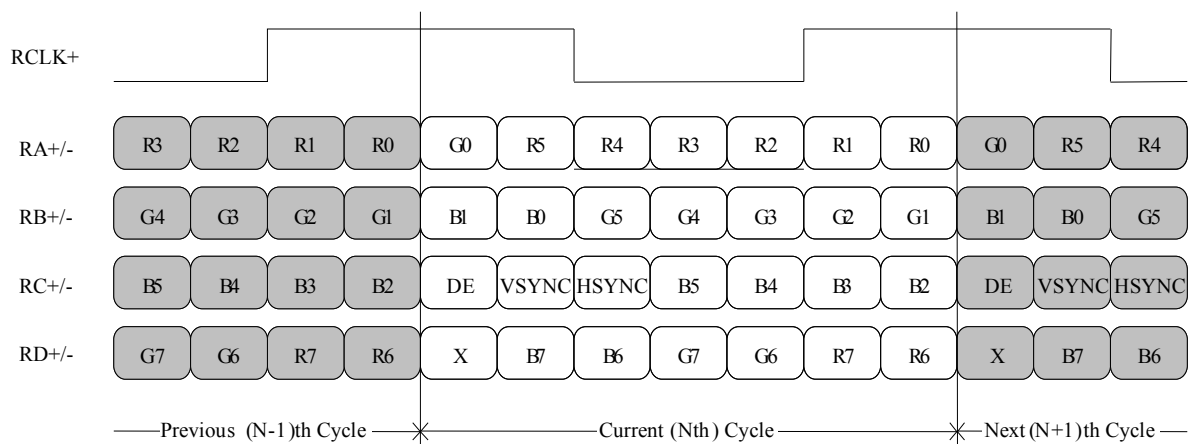 RCLK+
RA+/- R3 R2 R1 R0 G0 R5 R4 R3 R2 R1 R0 G0 R5 R4
RB+/- G4 G3 G2 G1 B1 B0 G5 G4 G3 G2 G1 B1 B0 G5
RC+/- B5 B4 B3 B2 DE VSYNC HSYNC B5 B4 B3 B2 DE VSYNC HSYNC
RD+/- G7 G6 R7 R6 X B7 B6 G7 G6 R7 R6 X B7 B6
Previous (N-1)th Cycle Current (Nth) Cycle Next (N+1)th Cycle